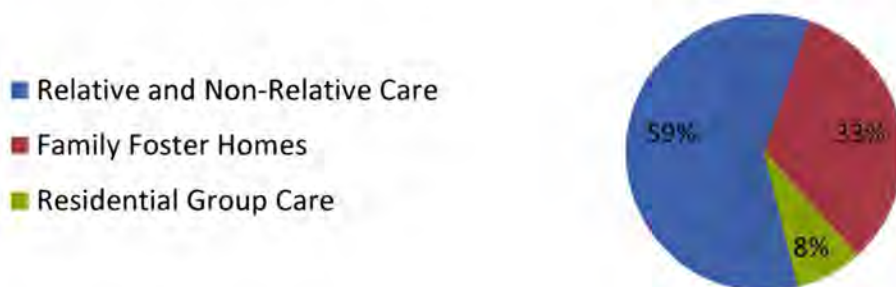 Relative and Non-Relative Care
Family Foster Homes
Residential Group Care
59%
33%
8%